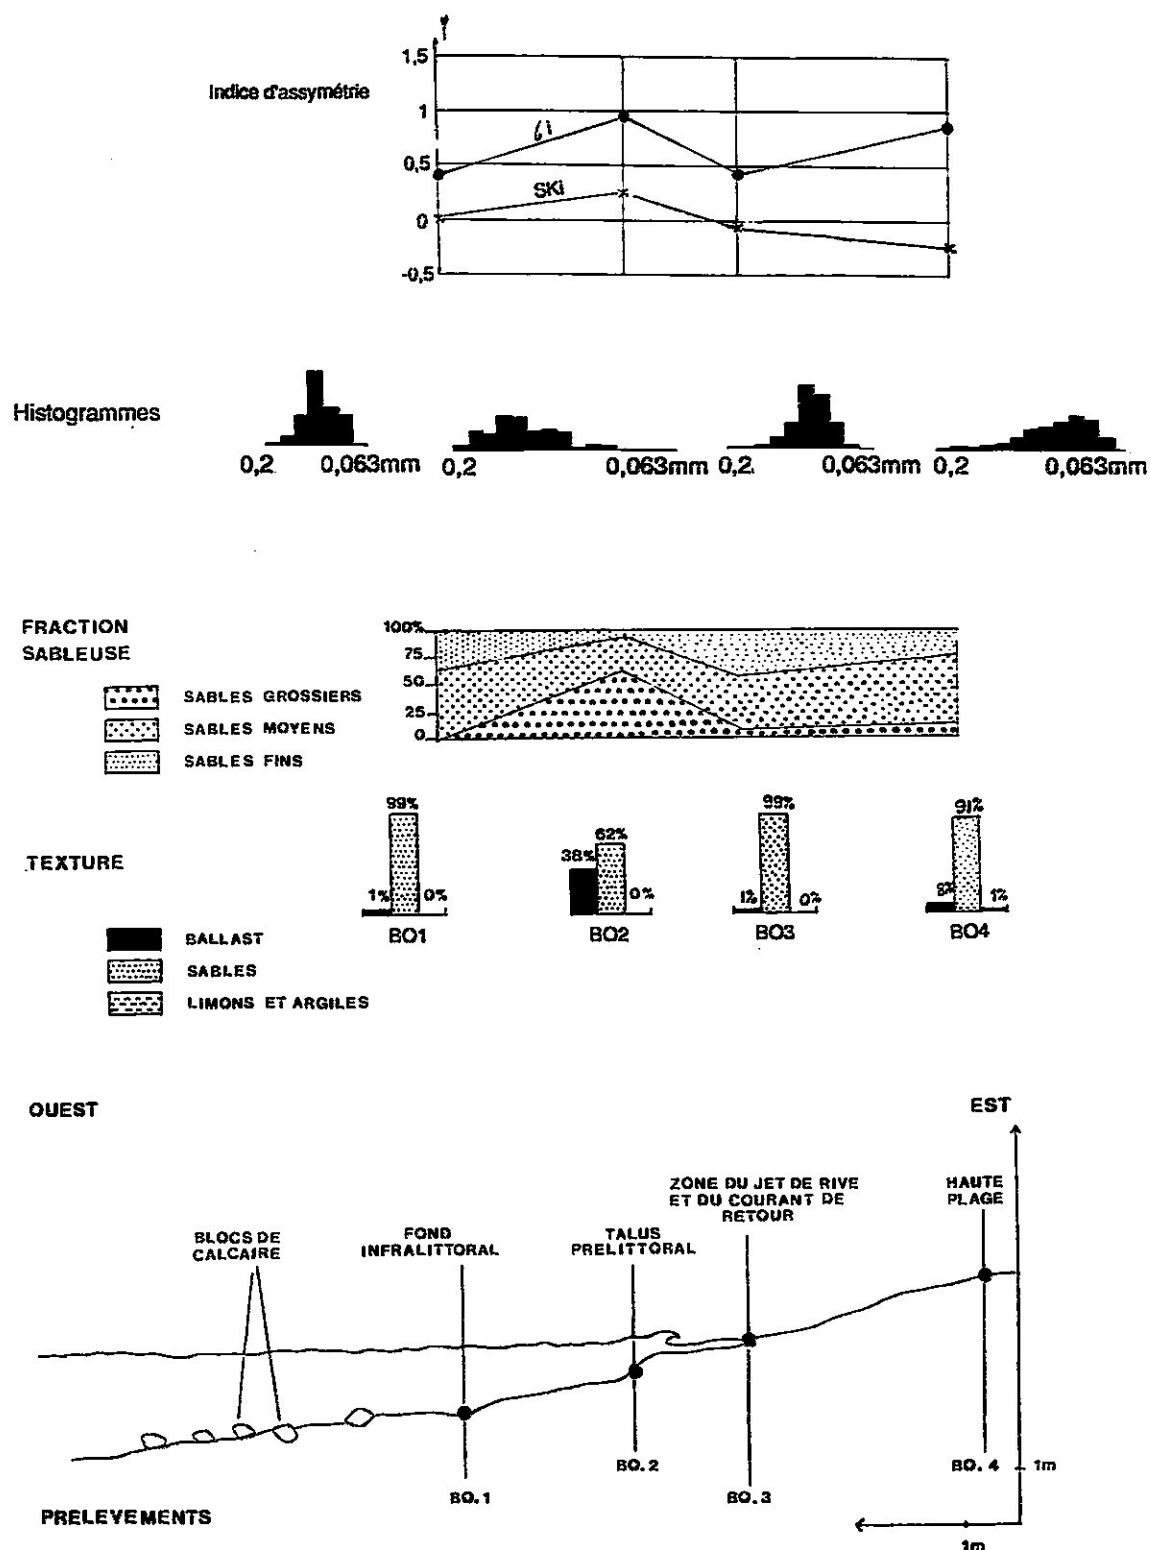 1,5
Indice d'assymétrie
1
0,5
SKi
0
-0,5
Histogrammes
0,2 0,063mm 0,2 0,063mm 0,2 0,063mm 0,2 0,063mm
FRACTION
SABLEUSE
100%
75
50
25
0
SABLES GROSSIERS
SABLES MOYENS
SABLES FINS
TEXTURE
99%
1% 0%
BO1
62%
38% 0%
BO2
99%
1% 0%
BO3
91%
8% 1%
BO4
BALLAST
SABLES
LIMONS ET ARGILES
OUEST
EST
BLOCS DE
CALCAIRE
FOND
INFRALITTORAL
TALUS
PRELITTORAL
ZONE DU JET DE RIVE
ET DU COURANT DE
RETOUR
HAUTE
PLAGE
BO.1
BO.2
BO.3
BO.4
1m
PRELEVEMENTS
1m